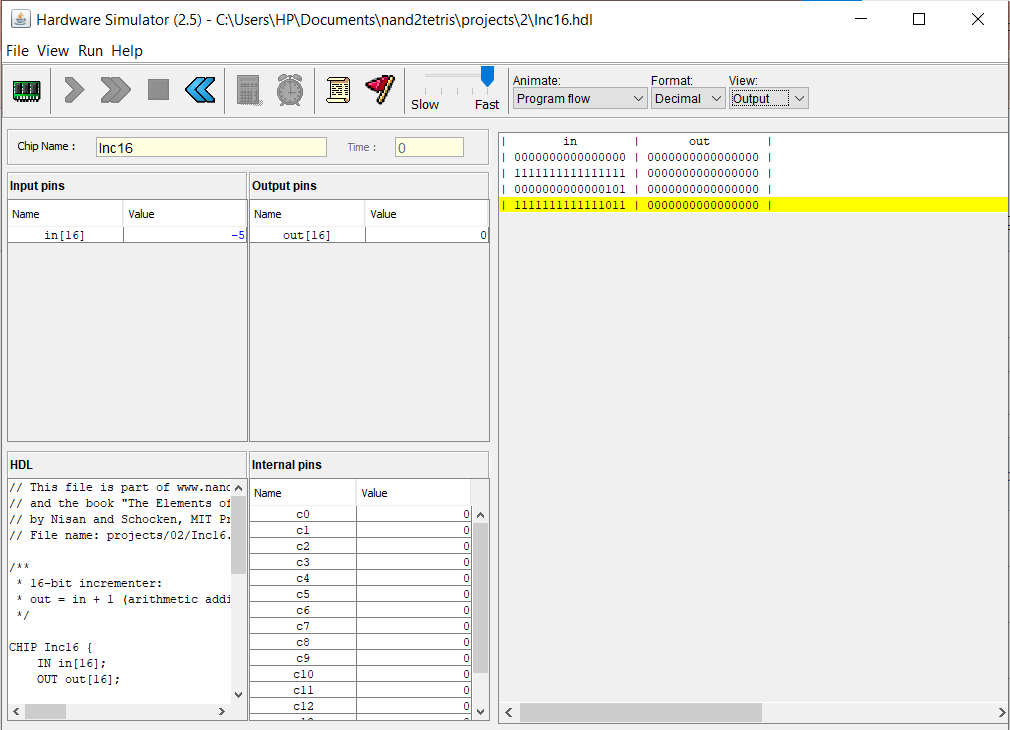 Hardware Simulator (2.5) - C:\Users\HP\Documents\nand2tetris\projects\2\Inc16.hdl
File View Run Help
Slow Fast
Animate: Format: View:
Program flow Decimal Output
Chip Name : Inc16 Time : 0
Input pins Output pins
Name Value Name Value
in[16] -5 out[16] 0
| in | out |
| 0000000000000000 | 0000000000000000 |
| 1111111111111111 | 0000000000000000 |
| 0000000000000101 | 0000000000000000 |
| 1111111111111011 | 0000000000000000 |
HDL
// This file is part of www.nand
// and the book "The Elements of
// by Nisan and Schocken, MIT Pr
// File name: projects/02/Inc16.
/**
* 16-bit incrementer:
* out = in + 1 (arithmetic addi
*/
CHIP Inc16 {
IN in[16];
OUT out[16];
Internal pins
Name Value
c0 0
c1 0
c2 0
c3 0
c4 0
c5 0
c6 0
c7 0
c8 0
c9 0
c10 0
c11 0
c12 0